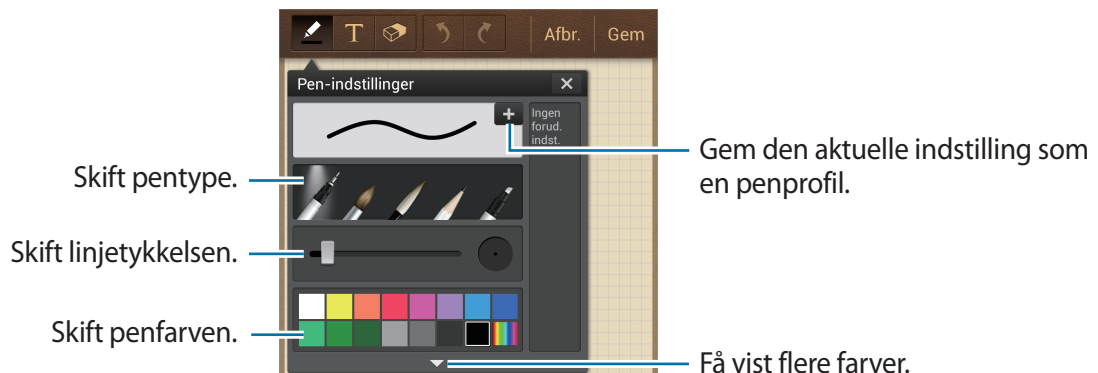 T
Afbr.
Gem
Pen-indstillinger
Ingen
forud.
indst.
Gem den aktuelle indstilling som
en penprofil.
Skift pentype.
Skift linjetykkelsen.
Skift penfarven.
Få vist flere farver.